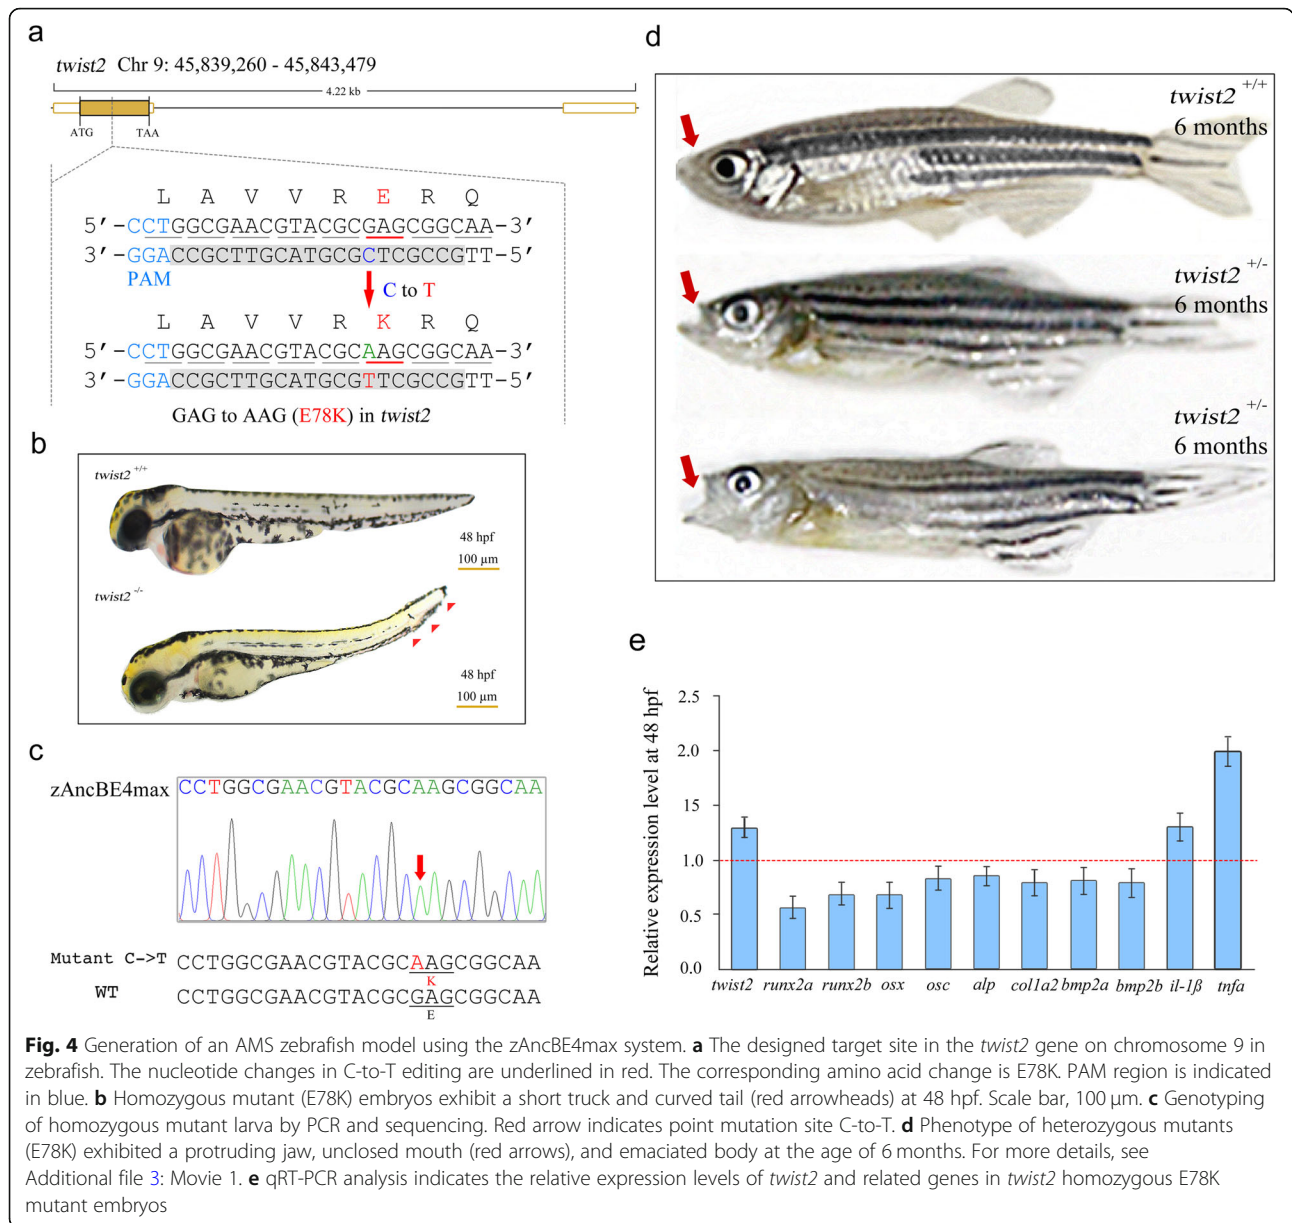 a
twist2 Chr 9: 45,839,260 - 45,843,479
4.22 kb
ATG
TAA
L A V V R E R Q
5′ -CCTGGCGAACGTACGCGAGCGGCAA-3′
3′ -GGACCGCTTGCATGCGCTCGCCGTT-5′
PAM
C to T
L A V V R K R Q
5′ -CCTGGCGAACGTACGCAAGCGGCAA-3′
3′ -GGACCGCTTGCATGCGTTCGCCGTT-5′
GAG to AAG (E78K) in twist2
b
twist2 +/+
48 hpf
100 µm
twist2 -/-
48 hpf
100 µm
c
zAncBE4max
CCTGGCGAACGTACGCAAGCGGCAA
Mutant C->T CCTGGCGAACGTACGCAAGCGGCAA
K
WT CCTGGCGAACGTACGCGAGCGGCAA
E
d
twist2 +/+
6 months
twist2 +/-
6 months
twist2 +/-
6 months
e
Relative expression level at 48 hpf
2.5
2.0
1.5
1.0
0.5
0.0
twist2 runx2a runx2b osx osc alp col1a2 bmp2a bmp2b il-1ß tnfa
Fig. 4 Generation of an AMS zebrafish model using the zAncBE4max system. a The designed target site in the twist2 gene on chromosome 9 in
zebrafish. The nucleotide changes in C-to-T editing are underlined in red. The corresponding amino acid change is E78K. PAM region is indicated
in blue. b Homozygous mutant (E78K) embryos exhibit a short truck and curved tail (red arrowheads) at 48 hpf. Scale bar, 100 µm. c Genotyping
of homozygous mutant larva by PCR and sequencing. Red arrow indicates point mutation site C-to-T. d Phenotype of heterozygous mutants
(E78K) exhibited a protruding jaw, unclosed mouth (red arrows), and emaciated body at the age of 6 months. For more details, see
Additional file 3: Movie 1. e qRT-PCR analysis indicates the relative expression levels of twist2 and related genes in twist2 homozygous E78K
mutant embryos